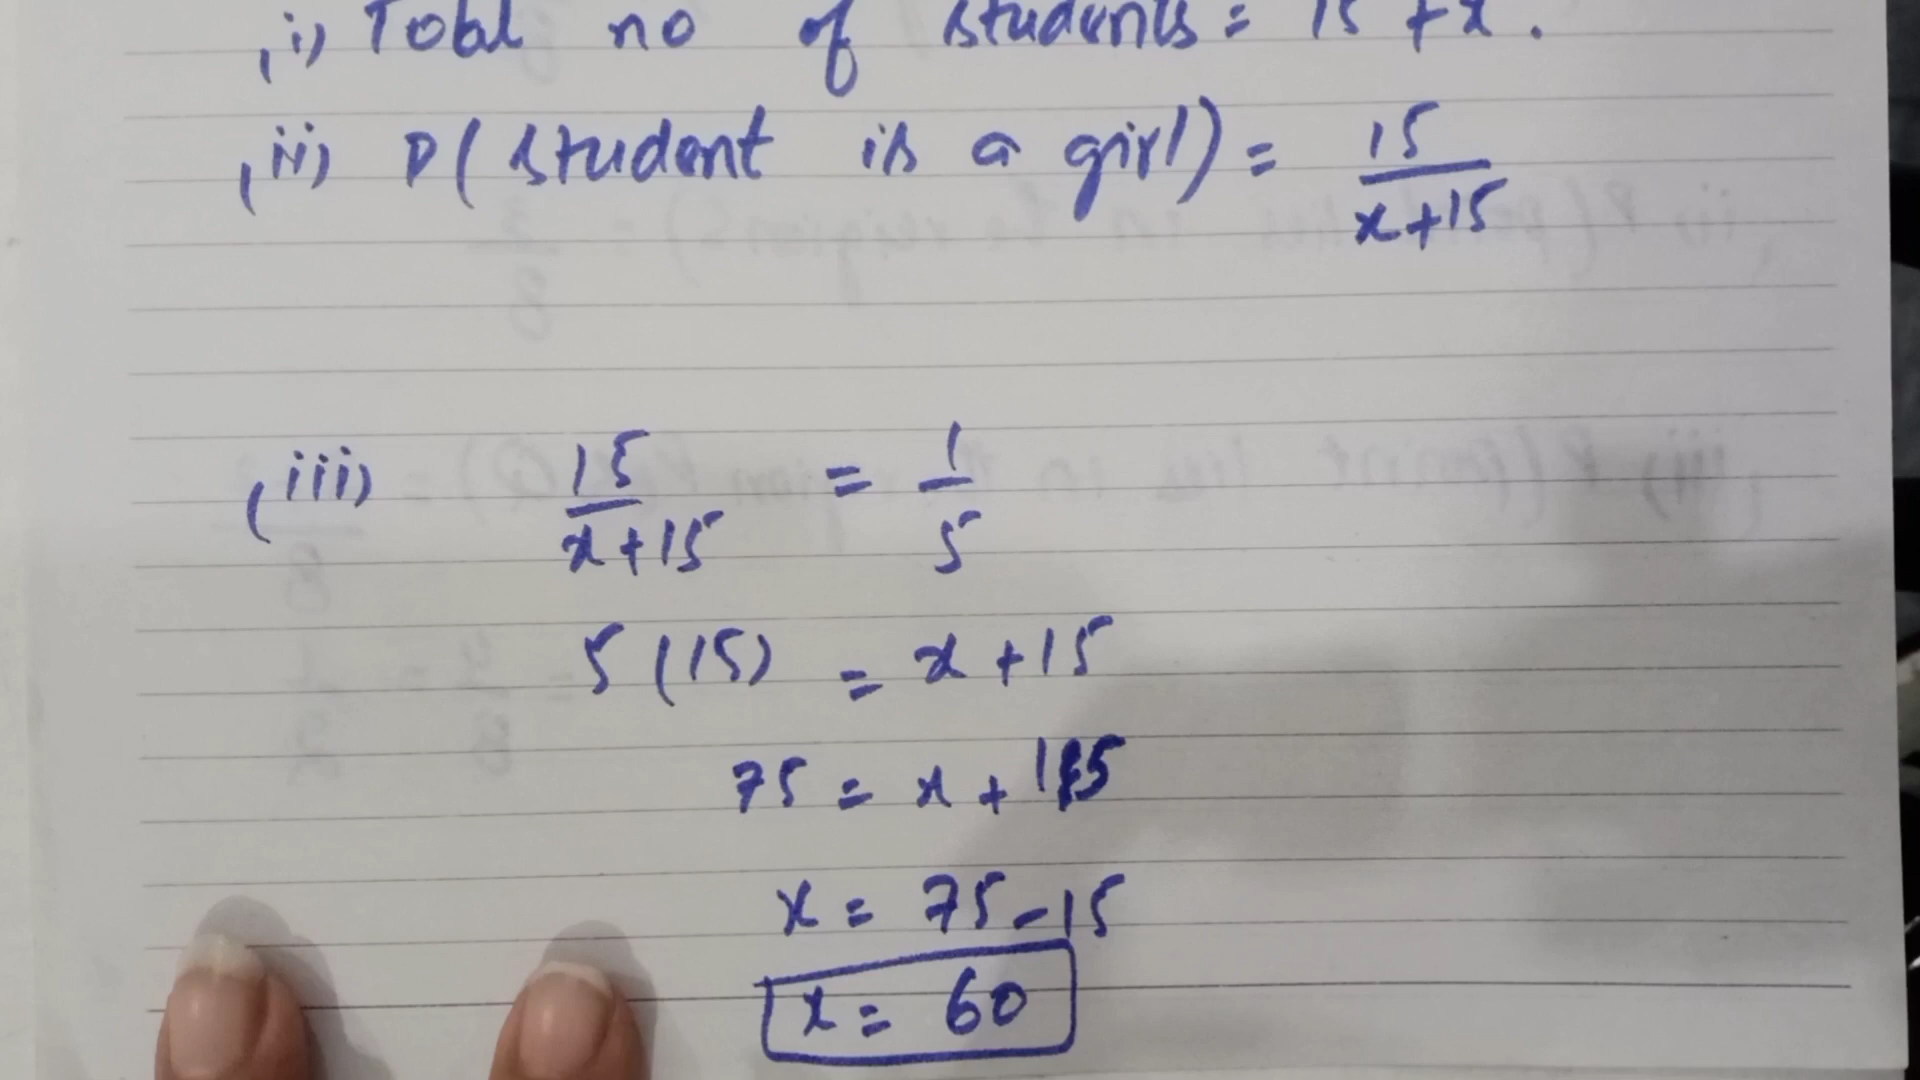 (i) Total no of students = 15 + x.
(ii) P( student is a girl) = 15/x+15
(iii) 15/x+15 = 1/5
5 (15) = x + 15
75 = x + 15
x = 75 - 15
x = 60